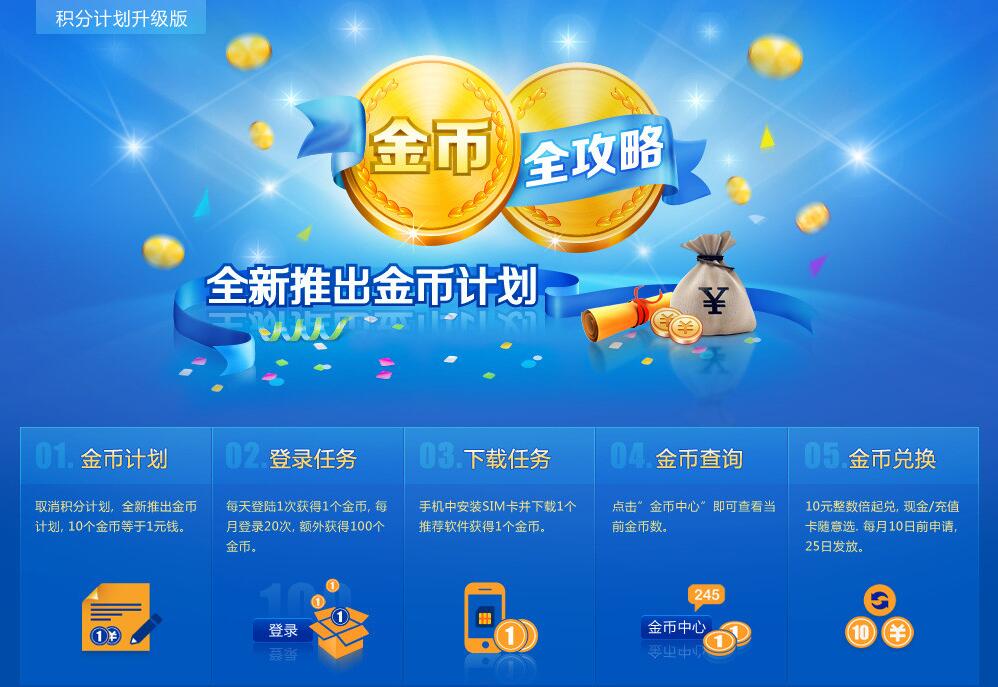 积分计划升级版
金币
全攻略
全新推出金币计划
¥
01. 金币计划
取消积分计划, 全新推出金币
计划, 10个金币等于1元钱。
1 ¥
02. 登录任务
每天登陆1次获得1个金币, 每
月登录20次, 额外获得100个
金币。
100
1
1
1
登录
03. 下载任务
手机中安装SIM卡并下载1个
推荐软件获得1个金币。
1
04. 金币查询
点击”金币中心”即可查看当
前金币数。
245
金币中心
1
1
05. 金币兑换
10元整数倍起兑, 现金/充值
卡随意选. 每月10日前申请,
25日发放。
10 ¥